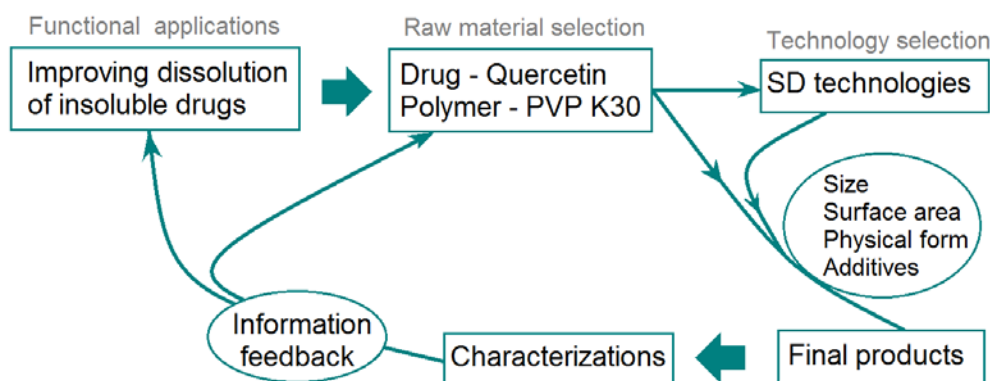 Functional applications
Improving dissolution
of insoluble drugs
Raw material selection
Drug - Quercetin
Polymer - PVP K30
Technology selection
SD technologies
Size
Surface area
Physical form
Additives
Final products
Characterizations
Information
feedback